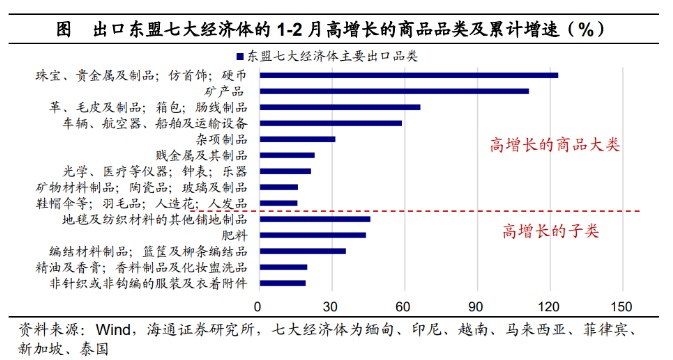 图 出口东盟七大经济体的1-2月高增长的商品品类及累计增速（%）
■东盟七大经济体主要出口品类
珠宝、贵金属及制品；仿首饰；硬币
矿产品
革、毛皮及制品；箱包；肠线制品
车辆、航空器、船舶及运输设备
杂项制品
贱金属及其制品
光学、医疗等仪器；钟表；乐器
矿物材料制品；陶瓷品；玻璃及制品
鞋帽伞等；羽毛品；人造花；人发品
地毯及纺织材料的其他铺地制品
肥料
编结材料制品；篮筐及柳条编结品
精油及香膏；香料制品及化妆盥洗品
非针织或非钩编的服装及衣着附件
高增长的商品大类
高增长的子类
0 30 60 90 120 150
资料来源：Wind，海通证券研究所，七大经济体为缅甸、印尼、越南、马来西亚、菲律宾、
新加坡、泰国